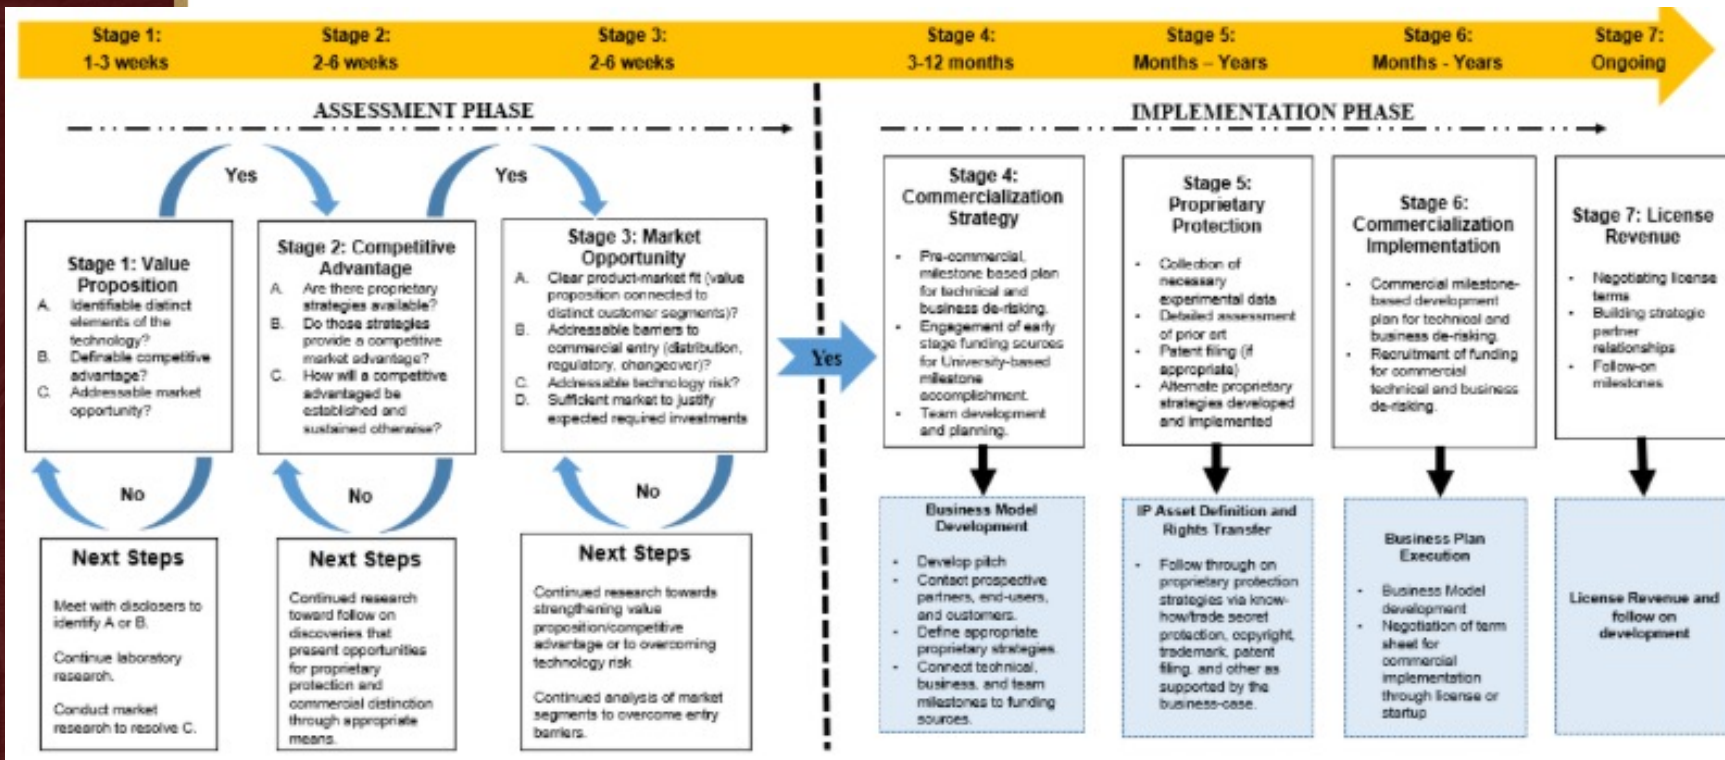 Stage 1:
1-3 weeks
Stage 2:
2-6 weeks
Stage 3:
2-6 weeks
Stage 4:
3-12 months
Stage 5:
Months – Years
Stage 6:
Months - Years
Stage 7:
Ongoing
ASSESSMENT PHASE
IMPLEMENTATION PHASE
Yes
Yes
Stage 1: Value
Proposition
A. Identifiable distinct
elements of the
technology?
B. Definable competitive
advantage?
C. Addressable market
opportunity?
Stage 2: Competitive
Advantage
A. Are there proprietary
strategies available?
B. Do those strategies
provide a competitive
market advantage?
C. How will a competitive
advantaged be
established and
sustained otherwise?
Stage 3: Market
Opportunity
A. Clear product-market fit (value
proposition connected to
distinct customer segments)?
B. Addressable barriers to
commercial entry (distribution,
regulatory, changeover)?
C. Addressable technology risk?
D. Sufficient market to justify
expected required investments
Yes
Stage 4:
Commercialization
Strategy
• Pre-commercial,
milestone based plan
for technical and
business de-risking.
• Engagement of early
stage funding sources
for University-based
milestone
accomplishment.
• Team development
and planning.
Stage 5:
Proprietary
Protection
• Collection of
necessary
experimental data
• Detailed assessment
of prior art
• Patent filing (if
appropriate)
• Alternate proprietary
strategies developed
and implemented
Stage 6:
Commercialization
Implementation
• Commercial milestone-
based development
plan for technical and
business de-risking.
• Recruitment of funding
for commercial
technical and business
de-risking.
Stage 7: License
Revenue
• Negotiating license
terms
• Building strategic
partner
relationships
• Follow-on
milestones
No
No
No
Next Steps
Meet with disclosers to
identify A or B.
Continue laboratory
research.
Conduct market
research to resolve C.
Next Steps
Continued research
toward follow on
discoveries that
present opportunities
for proprietary
protection and
commercial distinction
through appropriate
means.
Next Steps
Continued research towards
strengthening value
proposition/competitive
advantage or to overcoming
technology risk
Continued analysis of market
segments to overcome entry
barriers.
Business Model
Development
• Develop pitch
• Contact prospective
partners, end-users,
and customers.
• Define appropriate
proprietary strategies.
• Connect technical,
business, and team
milestones to funding
sources.
IP Asset Definition and
Rights Transfer
• Follow through on
proprietary protection
strategies via know-
how/trade secret
protection, copyright,
trademark, patent
filing, and other as
supported by the
business-case.
Business Plan
Execution
• Business Model
development
• Negotiation of term
sheet for
commercial
implementation
through license or
startup
License Revenue and
follow on
development